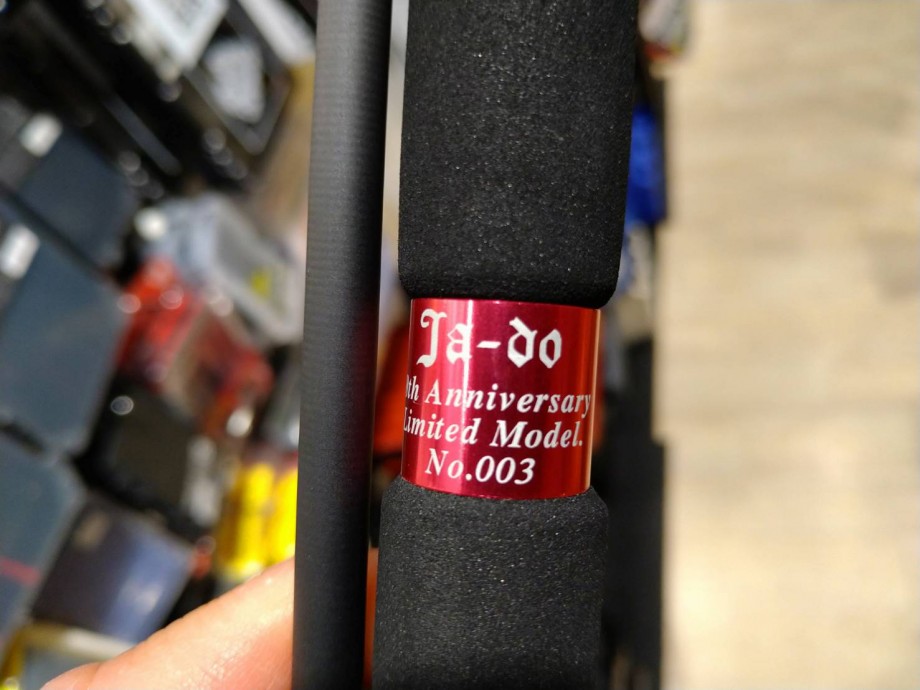 Ja-do
th Anniversary
Limited Model.
No.003